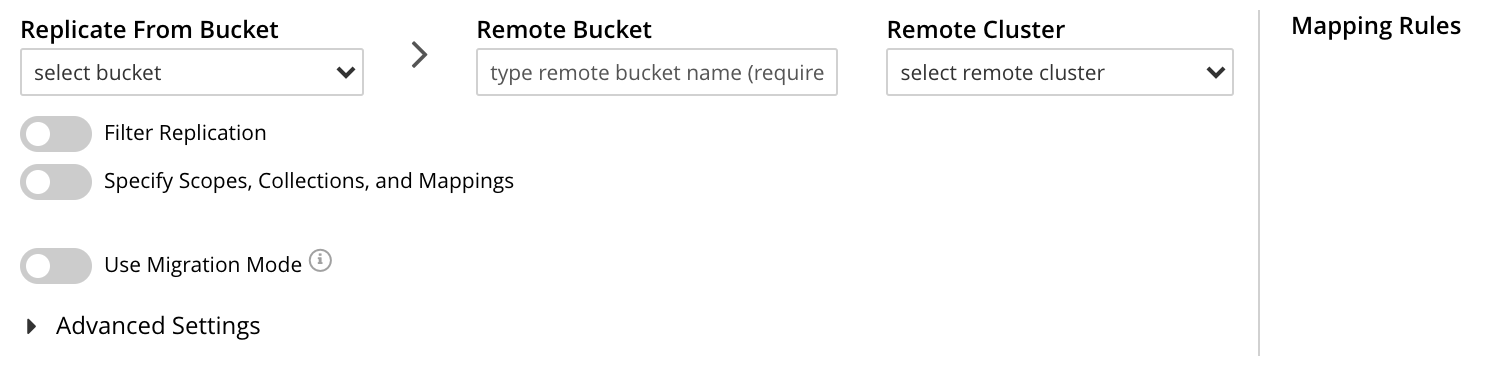 Replicate From Bucket
select bucket
Remote Bucket
type remote bucket name (require
Remote Cluster
select remote cluster
Mapping Rules
Filter Replication
Specify Scopes, Collections, and Mappings
Use Migration Mode
Advanced Settings